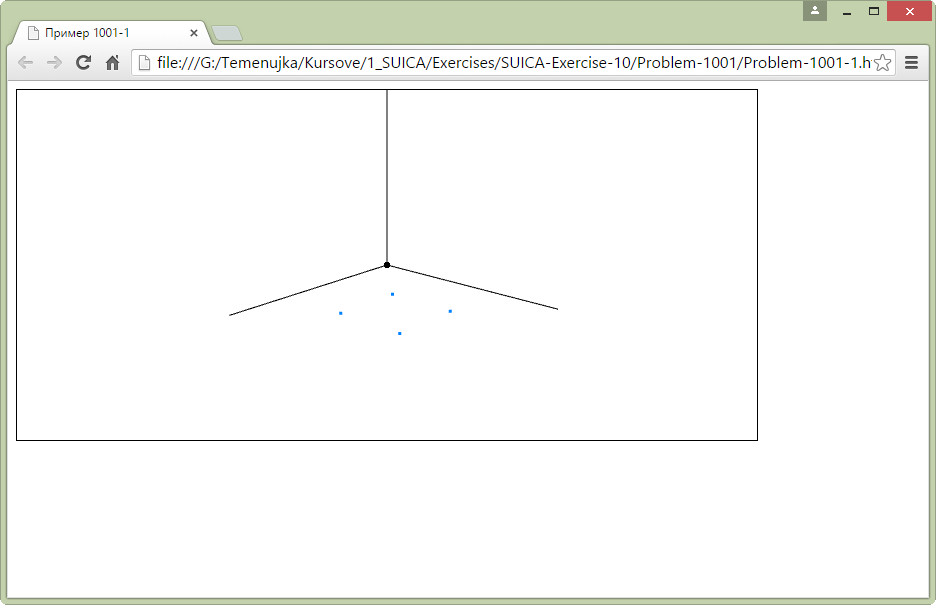 Пример 1001-1
file:///G:/Temenujka/Kursove/1_SUICA/Exercises/SUICA-Exercise-10/Problem-1001/Problem-1001-1.h